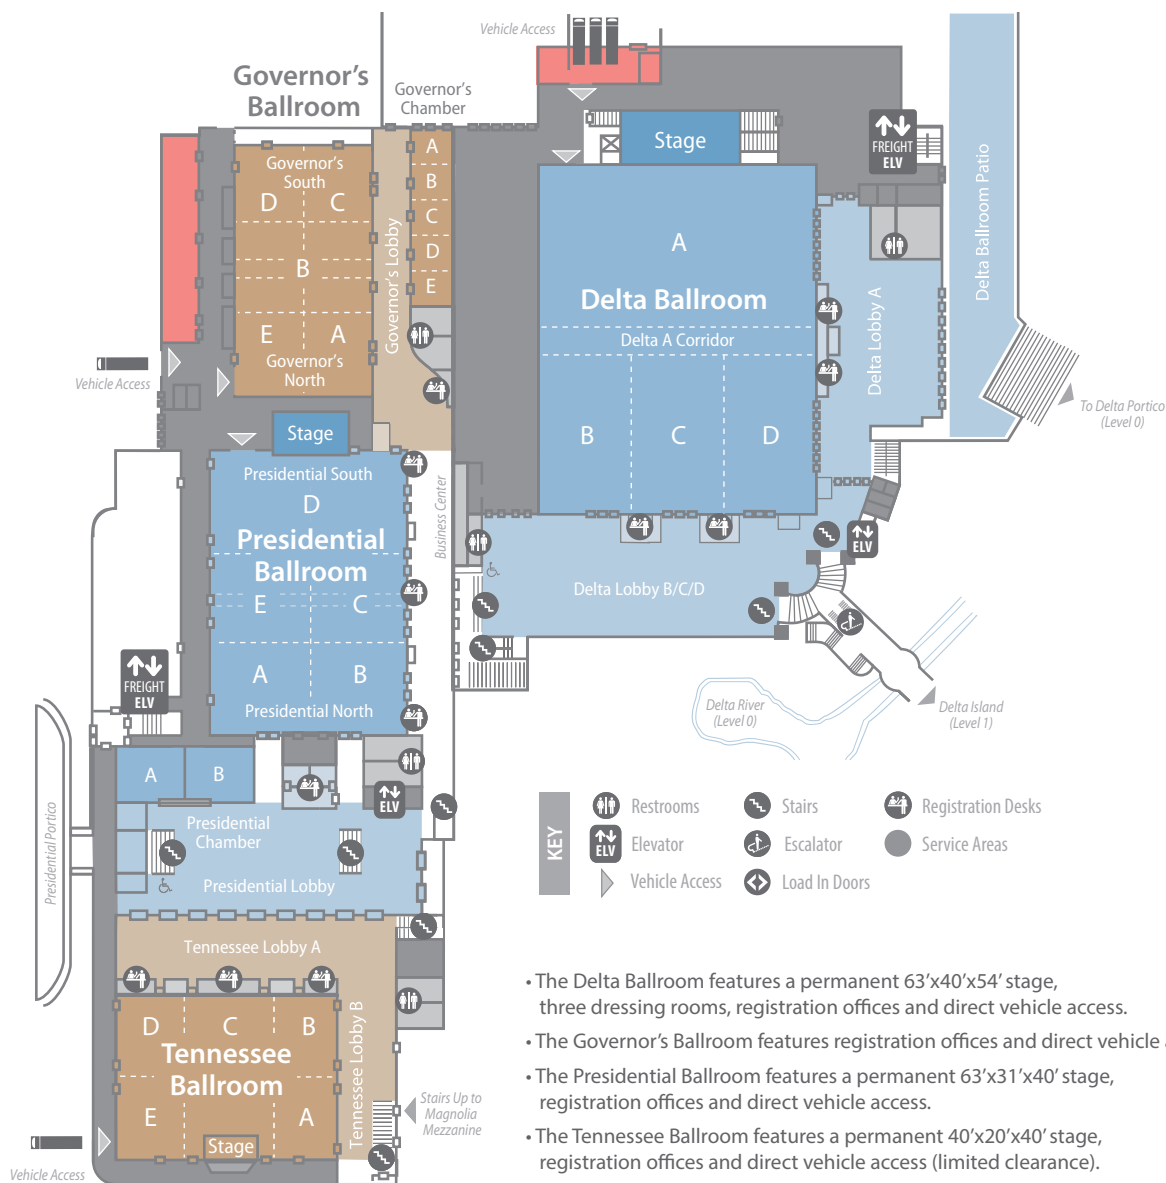 Vehicle Access
Governor's
Ballroom
Governor's
Chamber
Stage
FREIGHT
ELV
Governor's
South
D
C
B
E
A
Governor's
North
Governor's Lobby
A
B
C
D
E
A
Delta Ballroom
Delta A Corridor
B
C
D
Delta Lobby A
Delta Ballroom Patio
Vehicle Access
To Delta Portico
(Level 0)
Stage
Presidential South
D
Presidential
Ballroom
E
C
A
B
Presidential North
Business Center
ELV
Delta Lobby B/C/D
Delta River
(Level 0)
Delta Island
(Level 1)
FREIGHT
ELV
A
B
ELV
Presidential
Chamber
Presidential Lobby
Presidential Portico
KEY
Restrooms
Stairs
Registration Desks
ELV
Elevator
Escalator
Service Areas
Vehicle Access
Load In Doors
Tennessee Lobby A
D
C
B
Tennessee
Ballroom
E
A
Stage
Tennessee Lobby B
Stairs Up to
Magnolia
Mezzanine
Vehicle Access
• The Delta Ballroom features a permanent 63'x40'x54' stage,
three dressing rooms, registration offices and direct vehicle access.
• The Governor's Ballroom features registration offices and direct vehicle a
• The Presidential Ballroom features a permanent 63'x31'x40' stage,
registration offices and direct vehicle access.
• The Tennessee Ballroom features a permanent 40'x20'x40' stage,
registration offices and direct vehicle access (limited clearance).